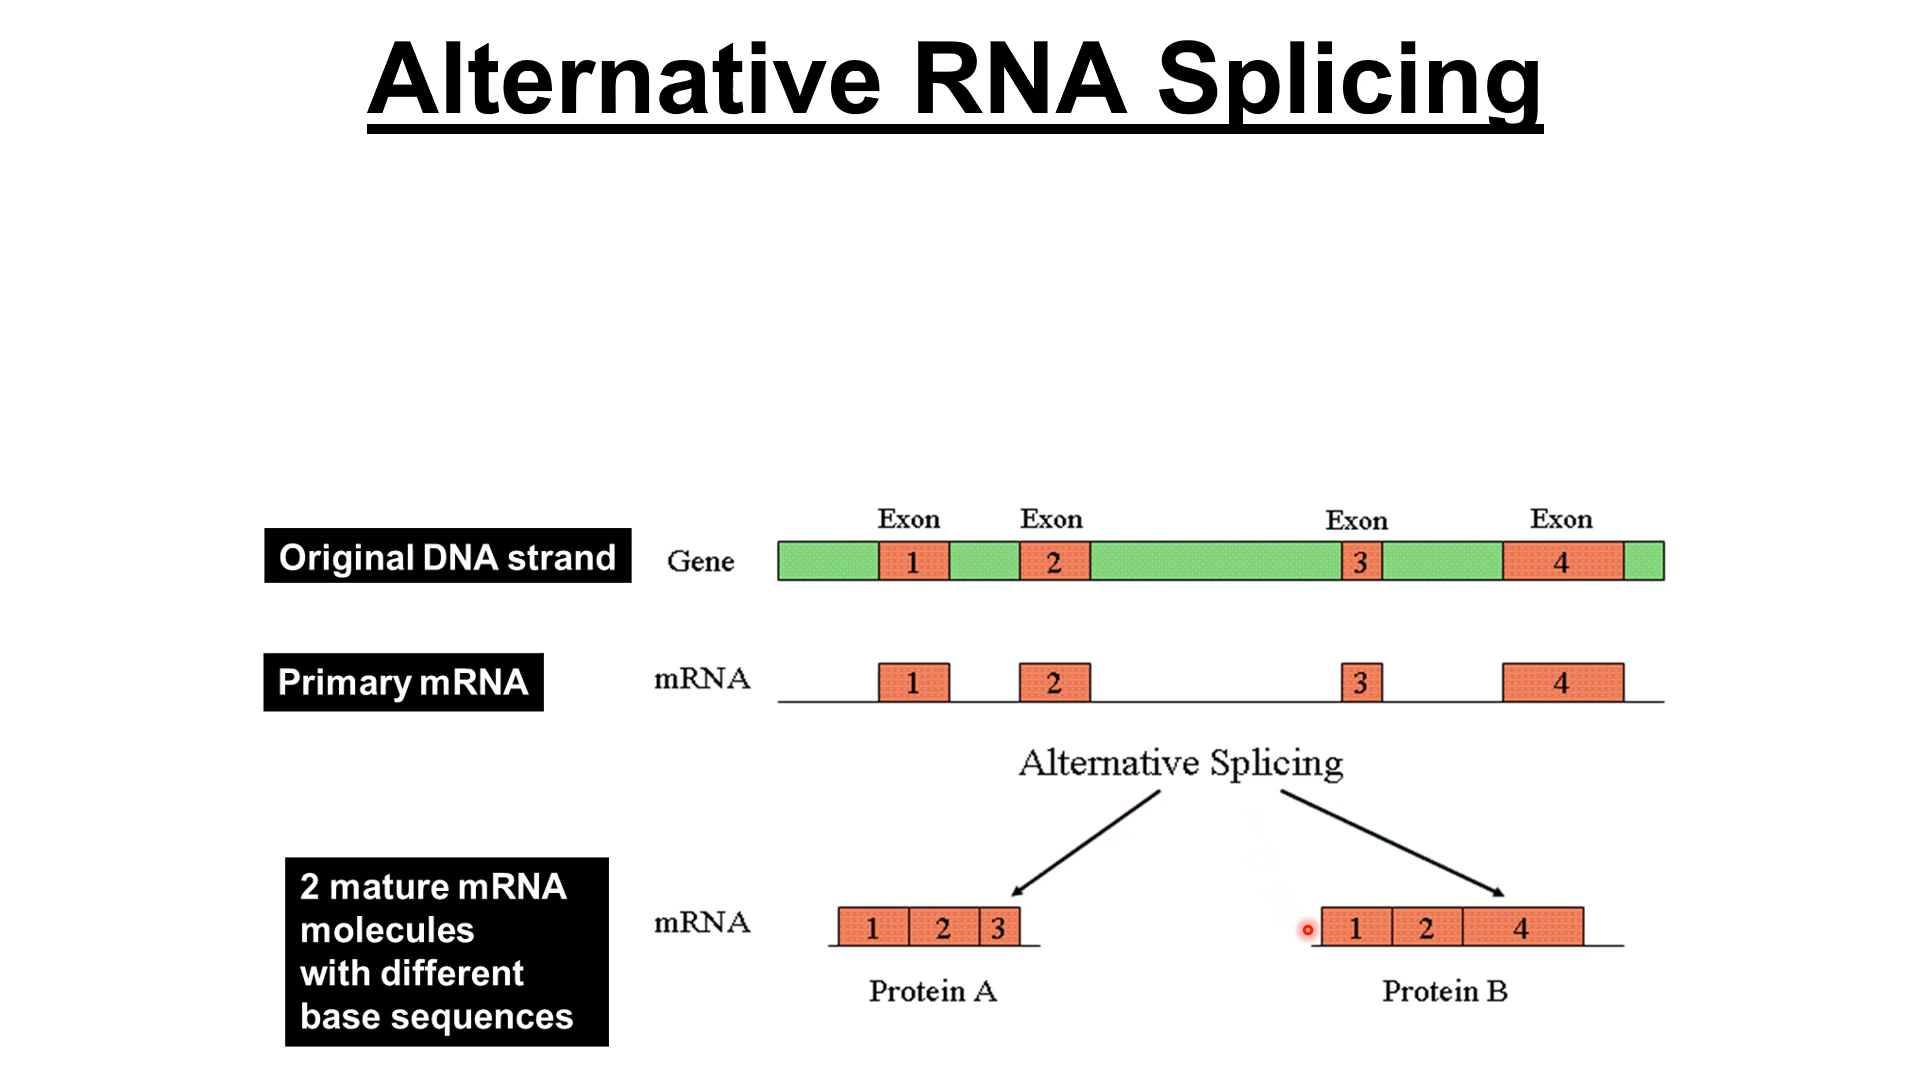 Alternative RNA Splicing
Exon Exon Exon Exon
Original DNA strand Gene 1 2 3 4
Primary mRNA mRNA 1 2 3 4
Alternative Splicing
2 mature mRNA
molecules
with different
base sequences
mRNA 1 2 3 1 2 4
Protein A Protein B